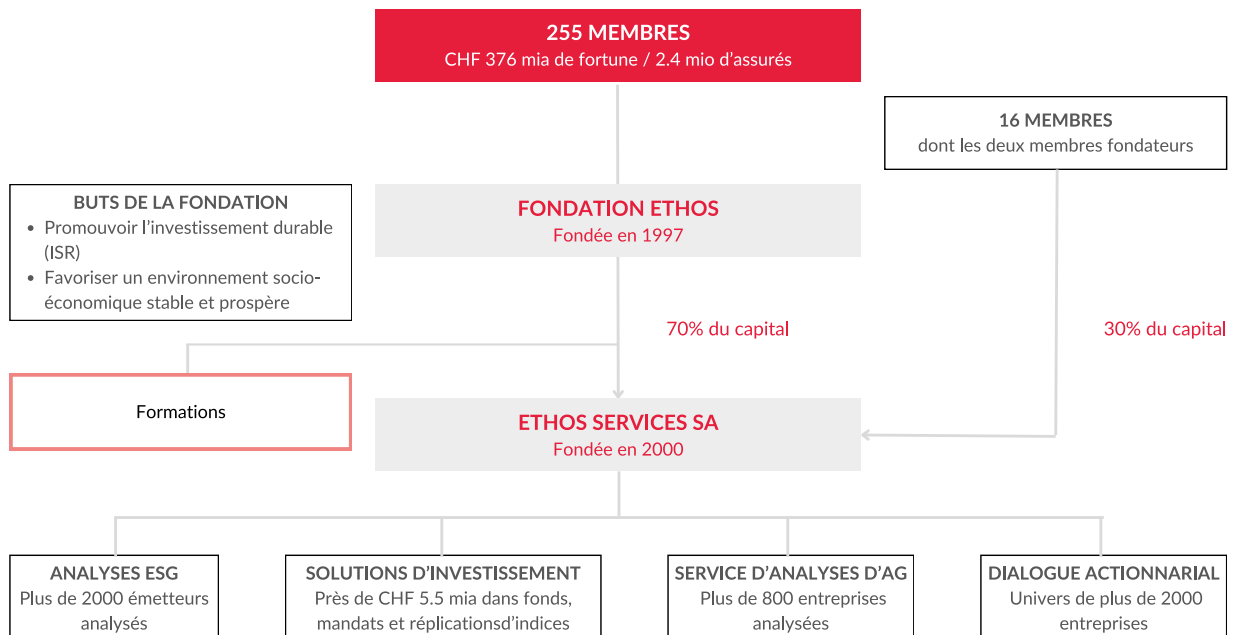 255 MEMBRES
CHF 376 mia de fortune / 2.4 mio d'assurés
16 MEMBRES
dont les deux membres fondateurs
BUTS DE LA FONDATION
• Promouvoir l'investissement durable
(ISR)
• Favoriser un environnement socio-
économique stable et prospère
FONDATION ETHOS
Fondée en 1997
70% du capital
30% du capital
Formations
ETHOS SERVICES SA
Fondée en 2000
ANALYSES ESG
Plus de 2000 émetteurs
analysés
SOLUTIONS D'INVESTISSEMENT
Près de CHF 5.5 mia dans fonds,
mandats et réplicationsd'indices
SERVICE D'ANALYSES D'AG
Plus de 800 entreprises
analysées
DIALOGUE ACTIONNARIAL
Univers de plus de 2000
entreprises